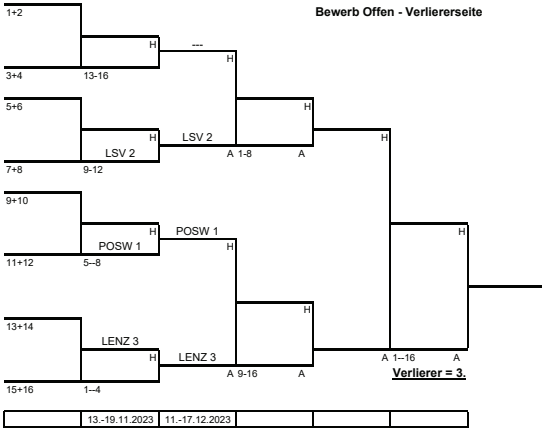 Bewerb Offen - Verliererseite
1+2
H ---
H
3+4 13-16
5+6 H
H LSV 2 H
LSV 2 A 1-8 A
7+8 9-12
9+10
H POSW 1 H
POSW 1 H
11+12 5--8
H
13+14
LENZ 3
H LENZ 3 A 9-16 A A 1--16 A
15+16 1--4 Verlierer = 3.
13.-19.11.2023 11.-17.12.2023